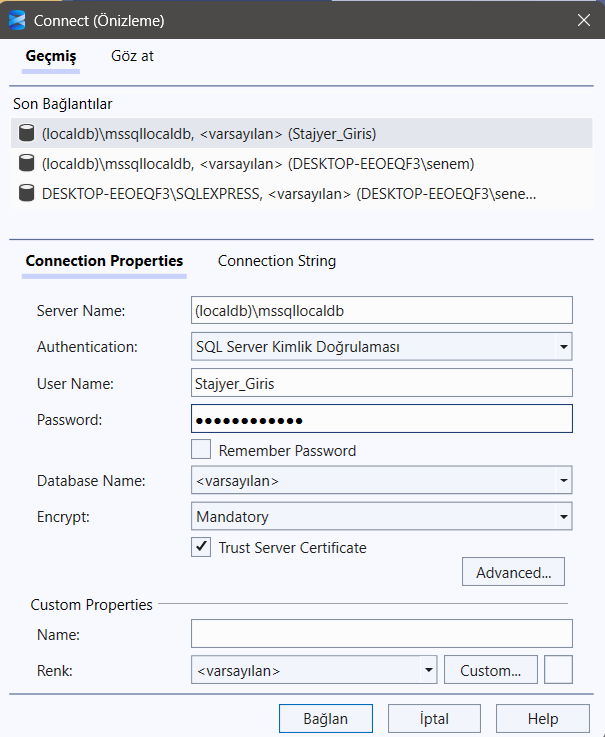 Connect (Önizleme)
Geçmiş Göz at
Son Bağlantılar
(localdb)\mssqllocaldb, <varsayılan> (Stajyer_Giris)
(localdb)\mssqllocaldb, <varsayılan> (DESKTOP-EEOEQF3\senem)
DESKTOP-EEOEQF3\SQLEXPRESS, <varsayılan> (DESKTOP-EEOEQF3\sene...
Connection Properties Connection String
Server Name: (localdb)\mssqllocaldb
Authentication: SQL Server Kimlik Doğrulaması
User Name: Stajyer_Giris
Password: ●●●●●●●●●●●●
Remember Password
Database Name: <varsayılan>
Encrypt: Mandatory
Trust Server Certificate
Advanced...
Custom Properties
Name:
Renk: <varsayılan> Custom...
Bağlan İptal Help